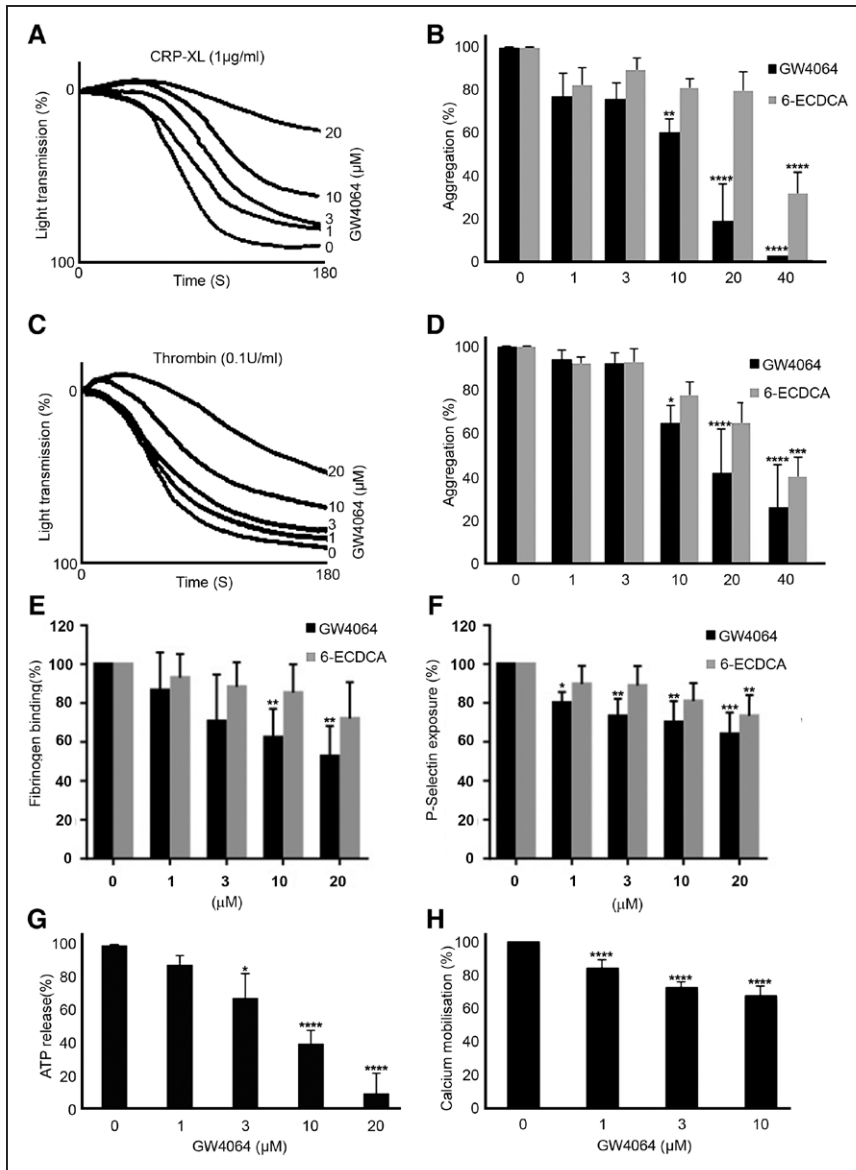 A
CRP-XL (1µg/ml)
0
Light transmission (%)
100
0
Time (S)
180
20
10
3
1
0
GW4064 (µM)
B
100
80
60
40
20
0
Aggregation (%)
GW4064
6-ECDCA
**
****
****
****
0 1 3 10 20 40
C
Thrombin (0.1U/ml)
0
Light transmission (%)
100
0
Time (S)
180
20
10
3
1
0
GW4064 (µM)
D
100
80
60
40
20
0
Aggregation (%)
GW4064
6-ECDCA
*
****
****
***
0 1 3 10 20 40
E
120
100
80
60
40
20
0
Fibrinogen binding(%)
GW4064
6-ECDCA
**
**
0 1 3 10 20
(µM)
F
120
100
80
60
40
20
0
P-Selectin exposure (%)
GW4064
6-ECDCA
*
**
**
***
**
0 1 3 10 20
(µM)
G
100
80
60
40
20
0
ATP release(%)
*
****
****
0 1 3 10 20
GW4064 (µM)
H
100
80
60
40
20
0
Calcium mobilisation (%)
****
****
****
0 1 3 10
GW4064 (µM)